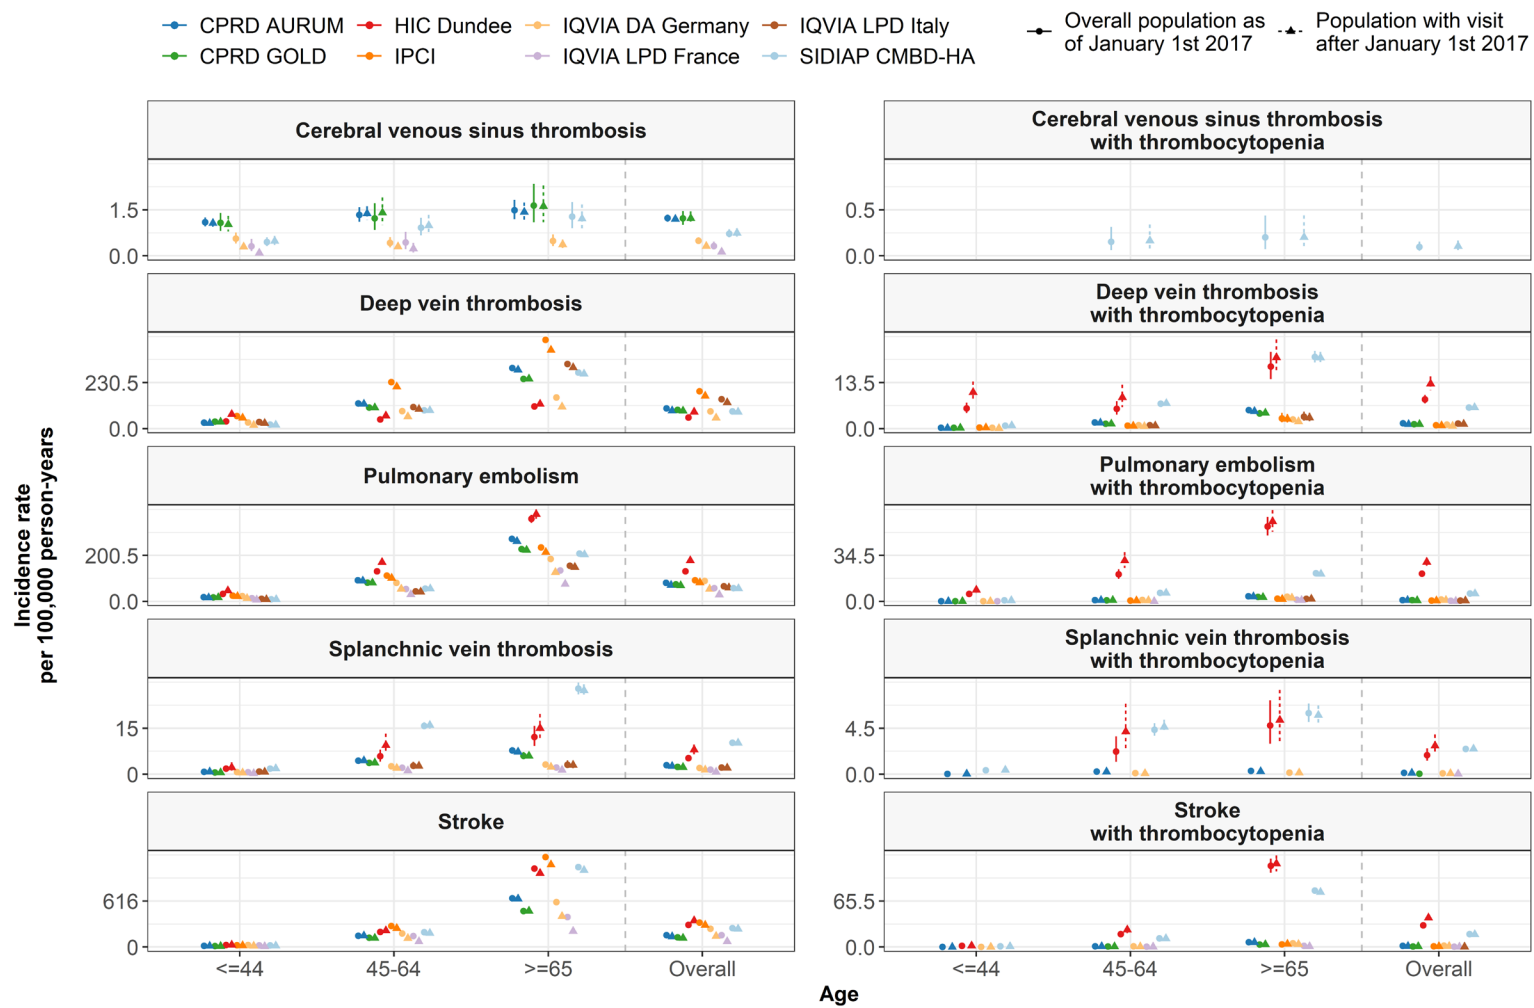 CPRD AURUM HIC Dundee IQVIA DA Germany IQVIA LPD Italy
CPRD GOLD IPCI IQVIA LPD France SIDIAP CMBD-HA
Overall population as
of January 1st 2017
Population with visit
after January 1st 2017
Incidence rate
per 100,000 person-years
Cerebral venous sinus thrombosis
1.5
0.0
Cerebral venous sinus thrombosis
with thrombocytopenia
0.5
0.0
Deep vein thrombosis
230.5
0.0
Deep vein thrombosis
with thrombocytopenia
13.5
0.0
Pulmonary embolism
200.5
0.0
Pulmonary embolism
with thrombocytopenia
34.5
0.0
Splanchnic vein thrombosis
15
0
Splanchnic vein thrombosis
with thrombocytopenia
4.5
0.0
Stroke
616
0
Stroke
with thrombocytopenia
65.5
0.0
<=44 45-64 >=65 Overall
<=44 45-64 >=65 Overall
Age